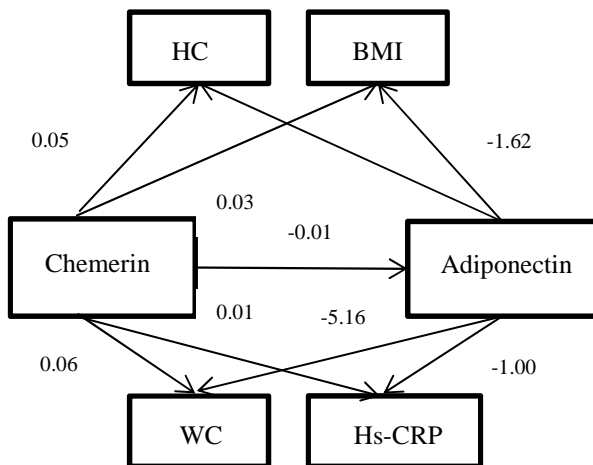 HC
BMI
0.05
-1.62
0.03
-0.01
Chemerin
Adiponectin
0.01
-5.16
0.06
-1.00
WC
Hs-CRP